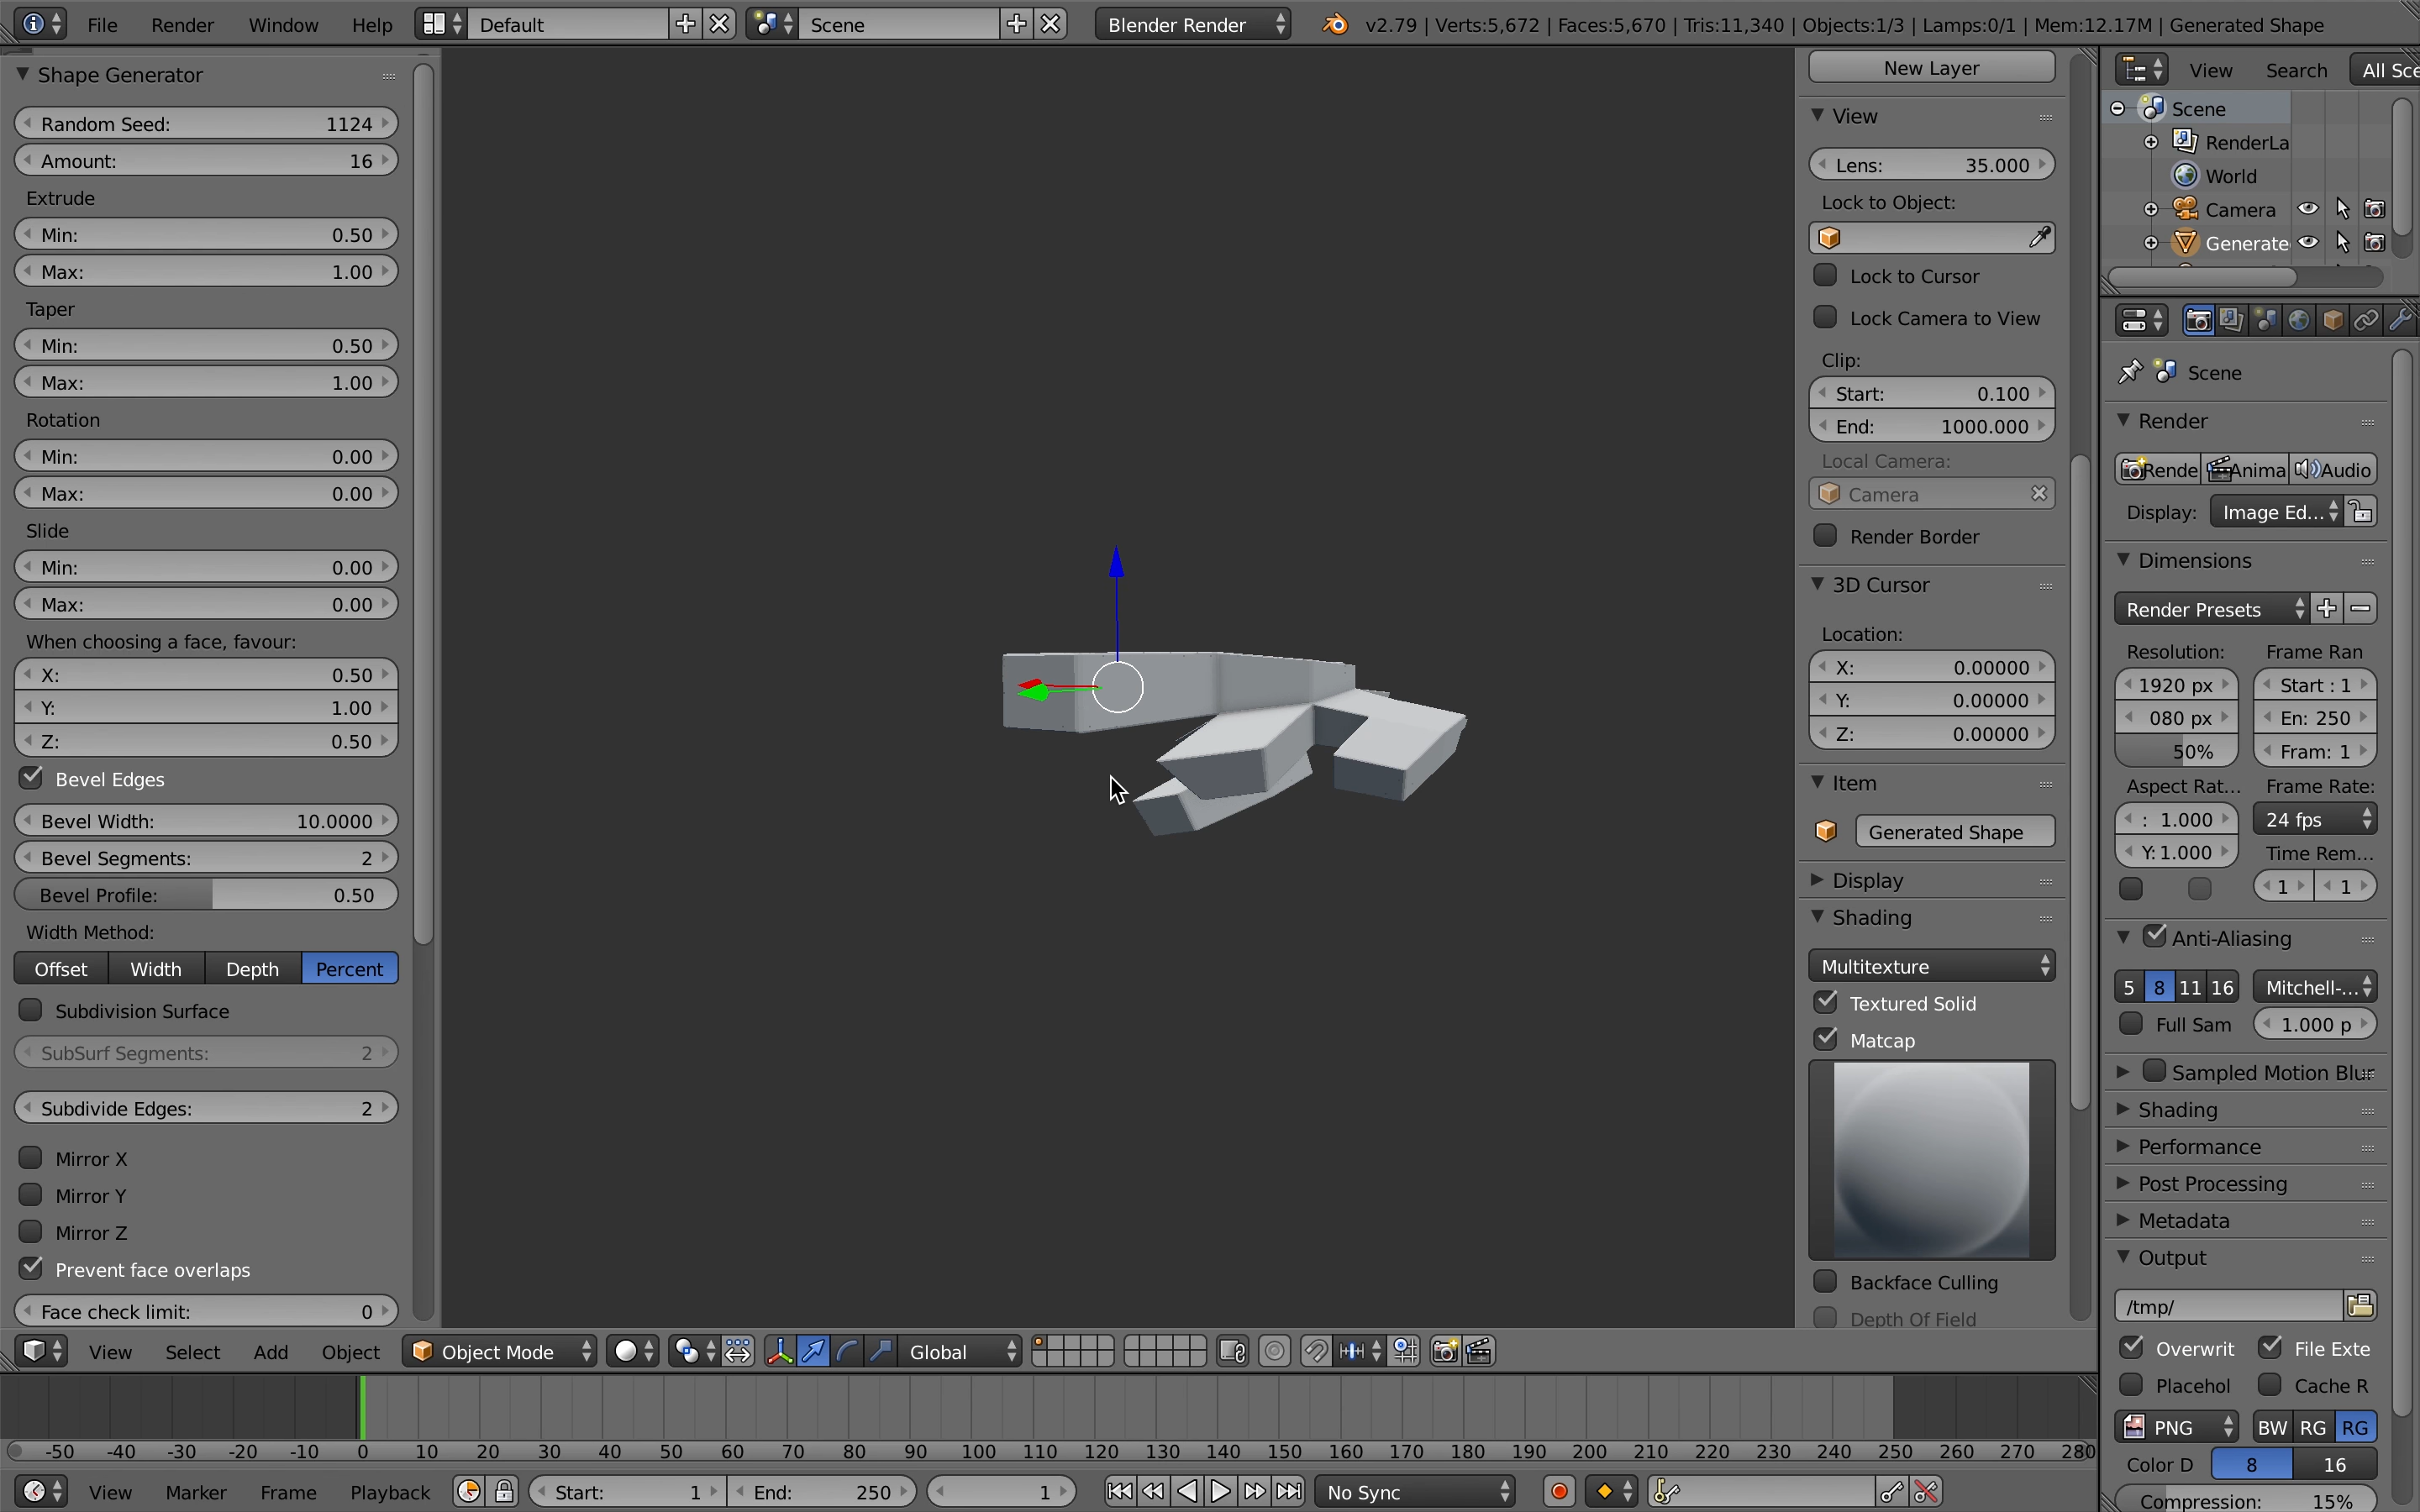 File Render Window Help Default Scene Blender Render v2.79 | Verts:5,672 | Faces:5,670 | Tris:11,340 | Objects:1/3 | Lamps:0/1 | Mem:12.17M | Generated Shape
Shape Generator
Random Seed: 1124
Amount: 16
Extrude
Min: 0.50
Max: 1.00
Taper
Min: 0.50
Max: 1.00
Rotation
Min: 0.00
Max: 0.00
Slide
Min: 0.00
Max: 0.00
When choosing a face, favour:
X: 0.50
Y: 1.00
Z: 0.50
Bevel Edges
Bevel Width: 10.0000
Bevel Segments: 2
Bevel Profile: 0.50
Width Method:
Offset Width Depth Percent
Subdivision Surface
SubSurf Segments: 2
Subdivide Edges: 2
Mirror X
Mirror Y
Mirror Z
Prevent face overlaps
Face check limit: 0
New Layer
View
Lens: 35.000
Lock to Object:
Lock to Cursor
Lock Camera to View
Clip:
Start: 0.100
End: 1000.000
Local Camera:
Camera
Render Border
3D Cursor
Location:
X: 0.00000
Y: 0.00000
Z: 0.00000
Item
Generated Shape
Display
Shading
Multitexture
Textured Solid
Matcap
Backface Culling
Depth Of Field
View Search All Sce
Scene
RenderLa
World
Camera
Generate
Scene
Render
Rende Anima Audio
Display: Image Ed...
Dimensions
Render Presets
Resolution: Frame Ran
1920 px Start : 1
080 px En: 250
50% Fram: 1
Aspect Rat... Frame Rate:
: 1.000 24 fps
Y: 1.000 Time Rem...
1 1
Anti-Aliasing
5 8 11 16 Mitchell-...
Full Sam 1.000 p
Sampled Motion Blur
Shading
Performance
Post Processing
Metadata
Output
/tmp/
Overwrit File Exte
Placehol Cache R
PNG BW RG RG
Color D 8 16
Compression: 15%
View Select Add Object Object Mode Global
-50 -40 -30 -20 -10 0 10 20 30 40 50 60 70 80 90 100 110 120 130 140 150 160 170 180 190 200 210 220 230 240 250 260 270 280
View Marker Frame Playback Start: 1 End: 250 1 No Sync